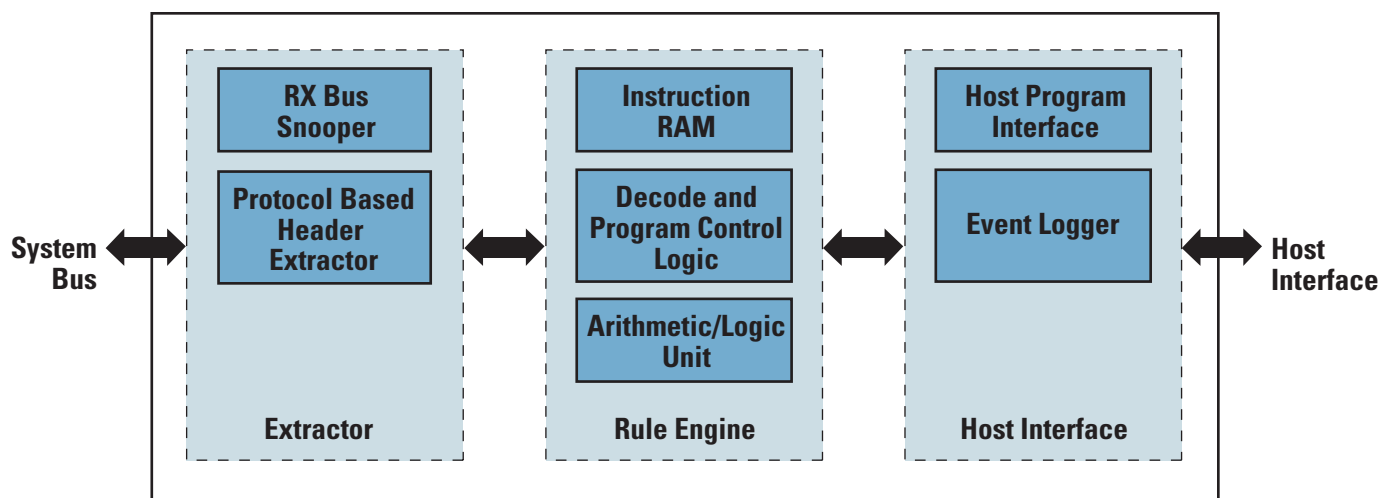 RX Bus
Snooper
Protocol Based
Header
Extractor
Extractor
Instruction
RAM
Decode and
Program Control
Logic
Arithmetic/Logic
Unit
Rule Engine
Host Program
Interface
Event Logger
Host Interface
System
Bus
Host
Interface